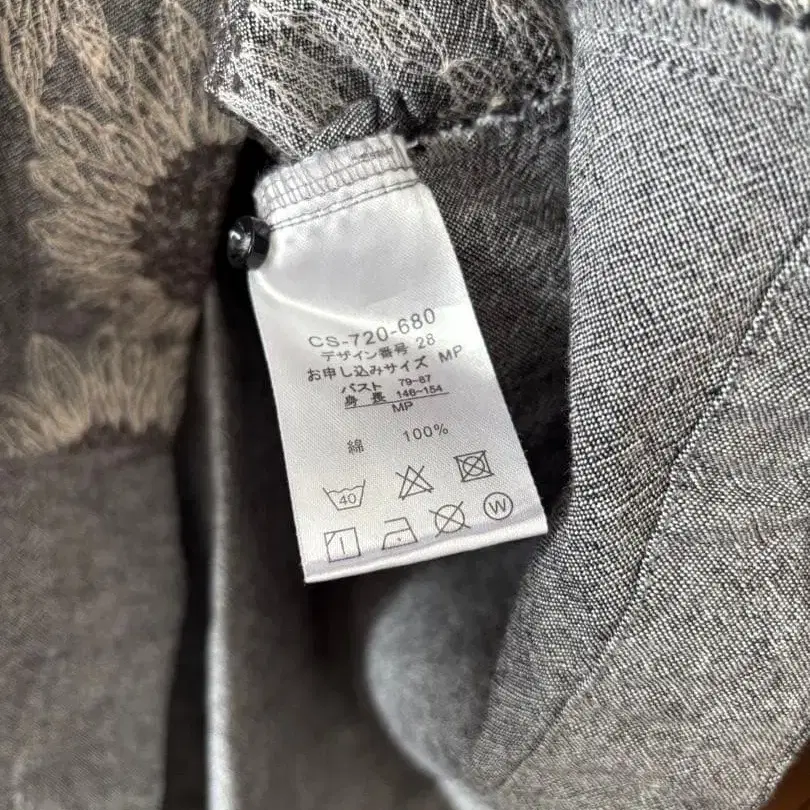 CS-720-680
デザイン番号 28
お申し込みサイズ MP
バスト 79~87
身長 146~154
MP
綿 100%
40
W